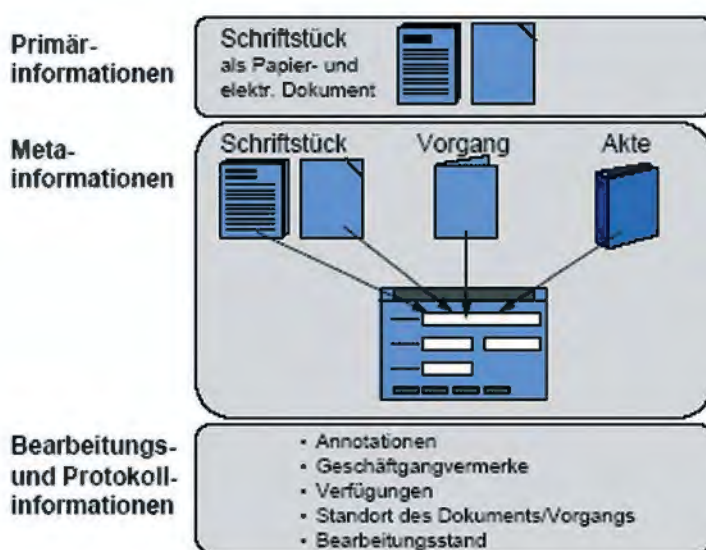 Primär-
informationen
Schriftstück
als Papier- und
elektr. Dokument
Meta-
informationen
Schriftstück
Vorgang
Akte
Bearbeitungs-
und Protokoll-
informationen
• Annotationen
• Geschäftgangvermerke
• Verfügungen
• Standort des Dokuments/Vorgangs
• Bearbeitungsstand